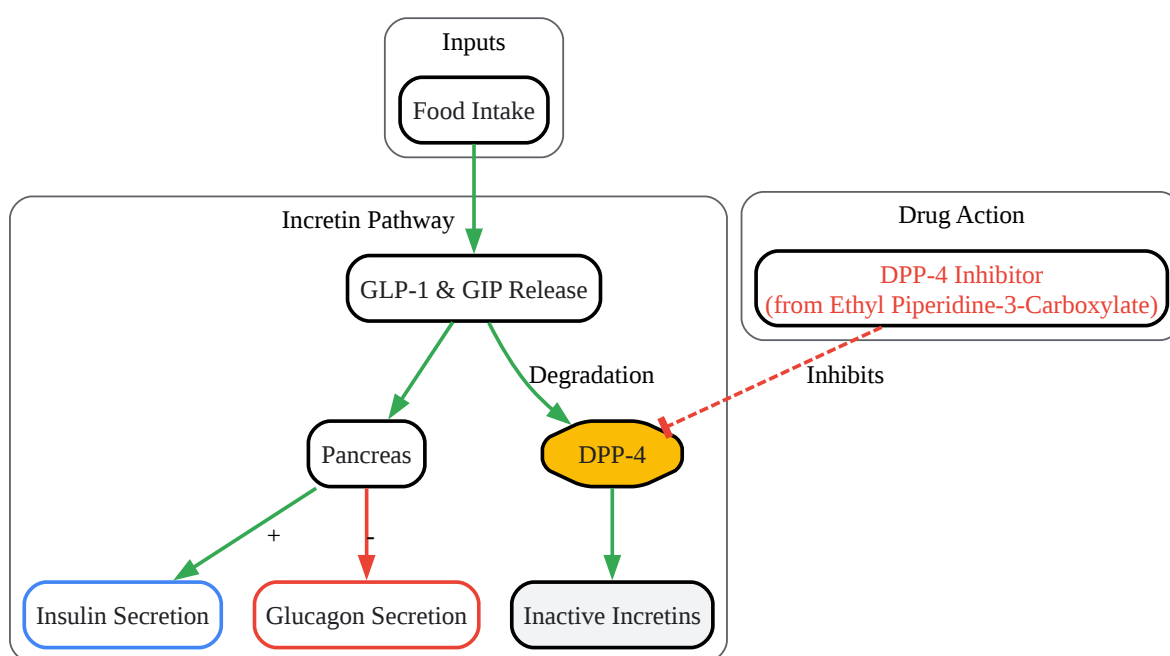 Inputs
Food Intake
Incretin Pathway
Drug Action
GLP-1 & GIP Release
DPP-4 Inhibitor
(from Ethyl Piperidine-3-Carboxylate)
Degradation
Inhibits
Pancreas
DPP-4
+
-
Insulin Secretion
Glucagon Secretion
Inactive Incretins